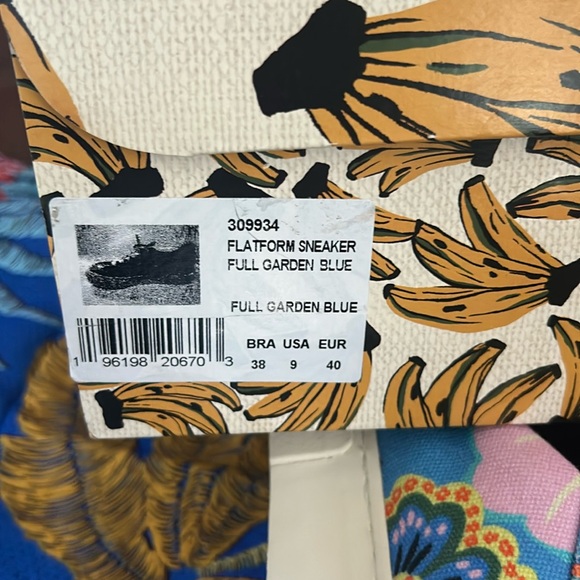 309934
FLATFORM SNEAKER
FULL GARDEN BLUE
FULL GARDEN BLUE
BRA USA EUR
38 9 40
1 96198 20670 3